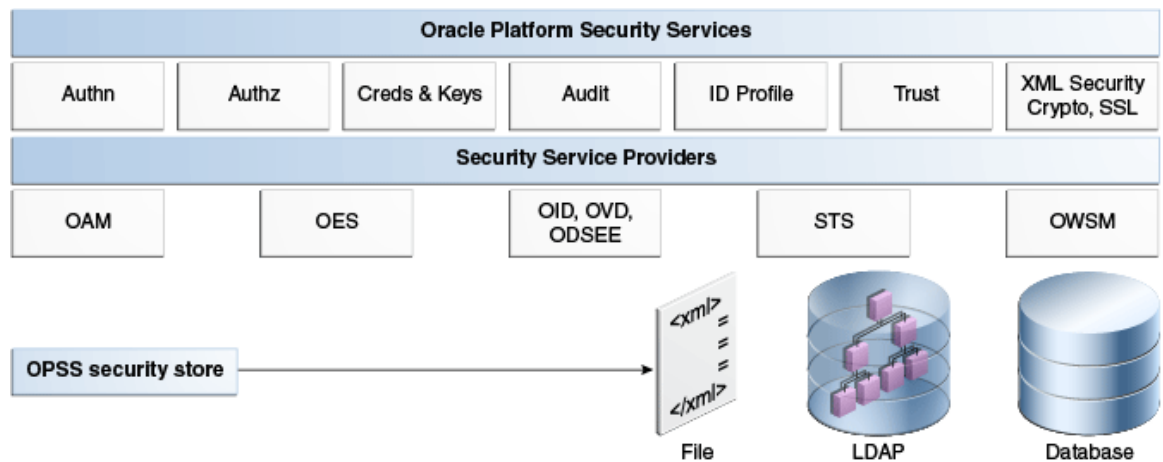 Oracle Platform Security Services
Authn
Authz
Creds & Keys
Audit
ID Profile
Trust
XML Security
Crypto, SSL
Security Service Providers
OAM
OES
OID, OVD,
ODSEE
STS
OWSM
OPSS security store
<xml>
=
=
=
</xml>
File
LDAP
Database